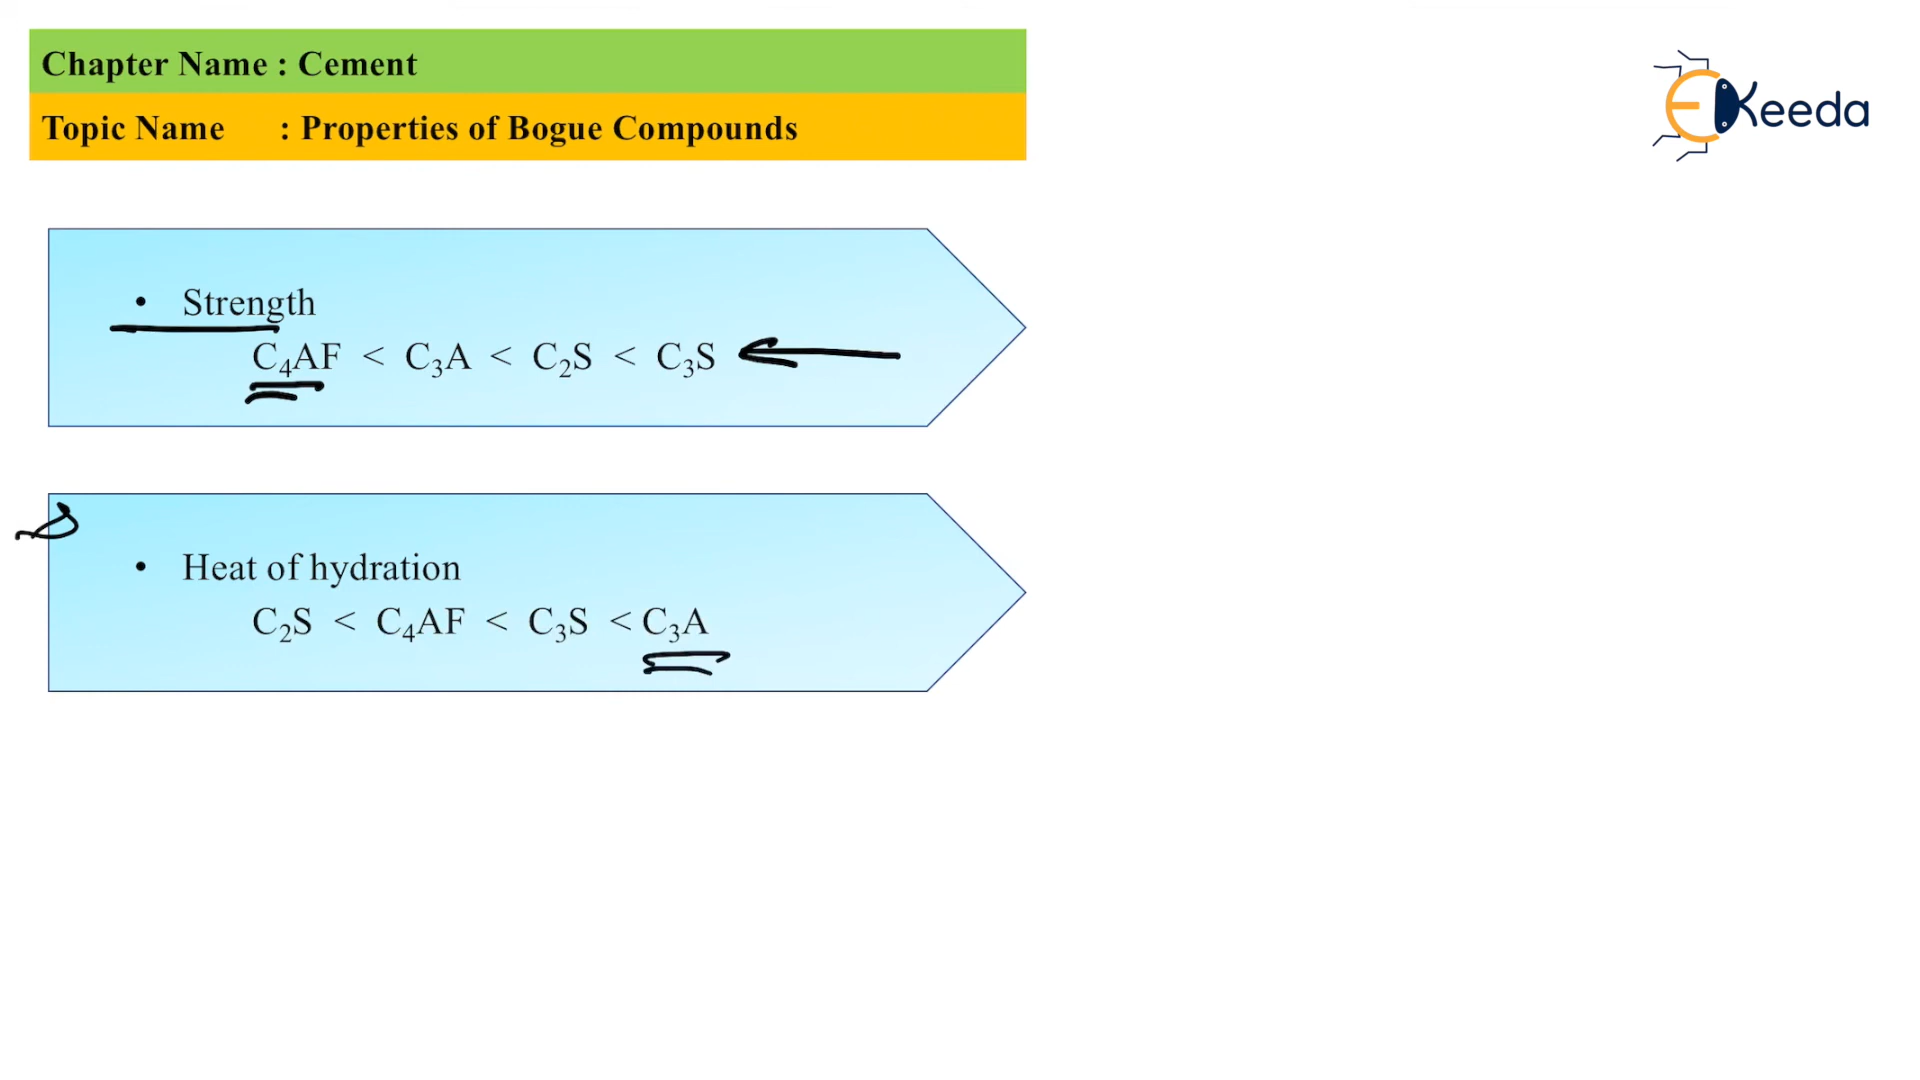 Chapter Name : Cement
Topic Name : Properties of Bogue Compounds
EKeeda
• Strength
C₄AF < C₃A < C₂S < C₃S
• Heat of hydration
C₂S < C₄AF < C₃S < C₃A